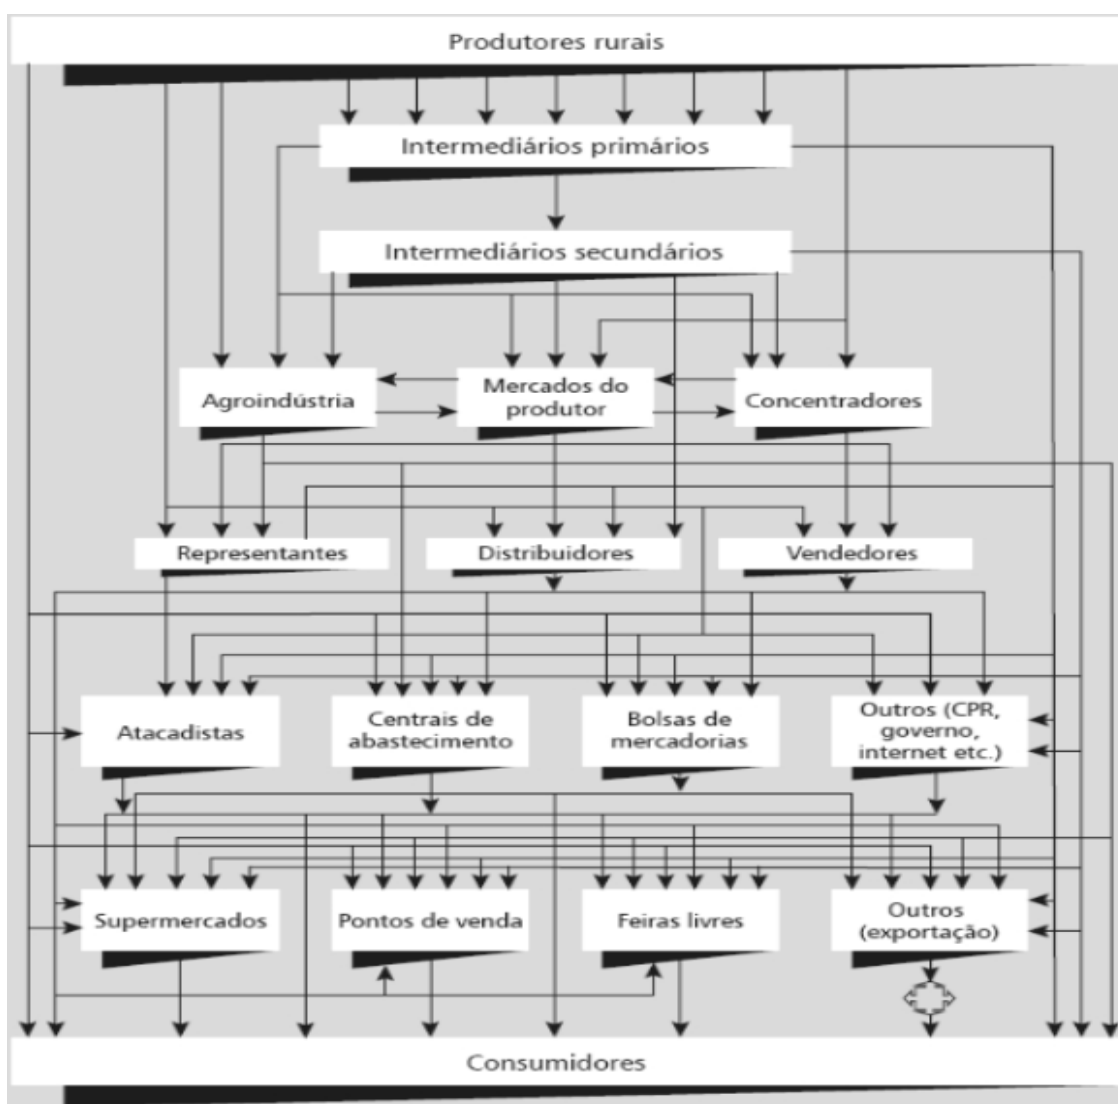 Produtores rurais
Intermediários primários
Intermediários secundários
Agroindústria
Mercados do
produtor
Concentradores
Representantes
Distribuidores
Vendedores
Atacadistas
Centrais de
abastecimento
Bolsas de
mercadorias
Outros (CPR,
governo,
internet etc.)
Supermercados
Pontos de venda
Feiras livres
Outros
(exportação)
Consumidores